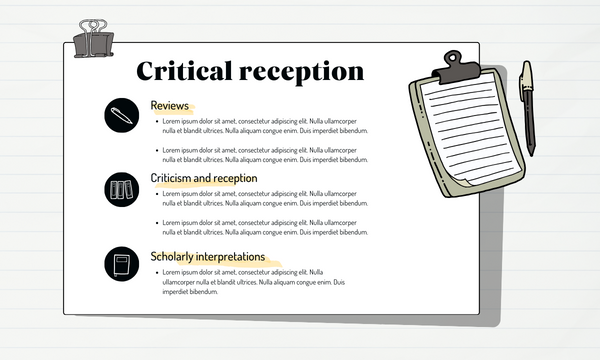 Critical reception
Reviews
• Lorem ipsum dolor sit amet, consectetur adipiscing elit. Nulla ullamcorper
nulla et blandit ultrices. Nulla aliquam congue enim. Duis imperdiet bibendum.
• Lorem ipsum dolor sit amet, consectetur adipiscing elit. Nulla ullamcorper
nulla et blandit ultrices. Nulla aliquam congue enim. Duis imperdiet bibendum.
Criticism and reception
• Lorem ipsum dolor sit amet, consectetur adipiscing elit. Nulla ullamcorper
nulla et blandit ultrices. Nulla aliquam congue enim. Duis imperdiet bibendum.
• Lorem ipsum dolor sit amet, consectetur adipiscing elit. Nulla ullamcorper
nulla et blandit ultrices. Nulla aliquam congue enim. Duis imperdiet bibendum.
Scholarly interpretations
• Lorem ipsum dolor sit amet, consectetur adipiscing elit. Nulla
ullamcorper nulla et blandit ultrices. Nulla aliquam congue enim. Duis
imperdiet bibendum.